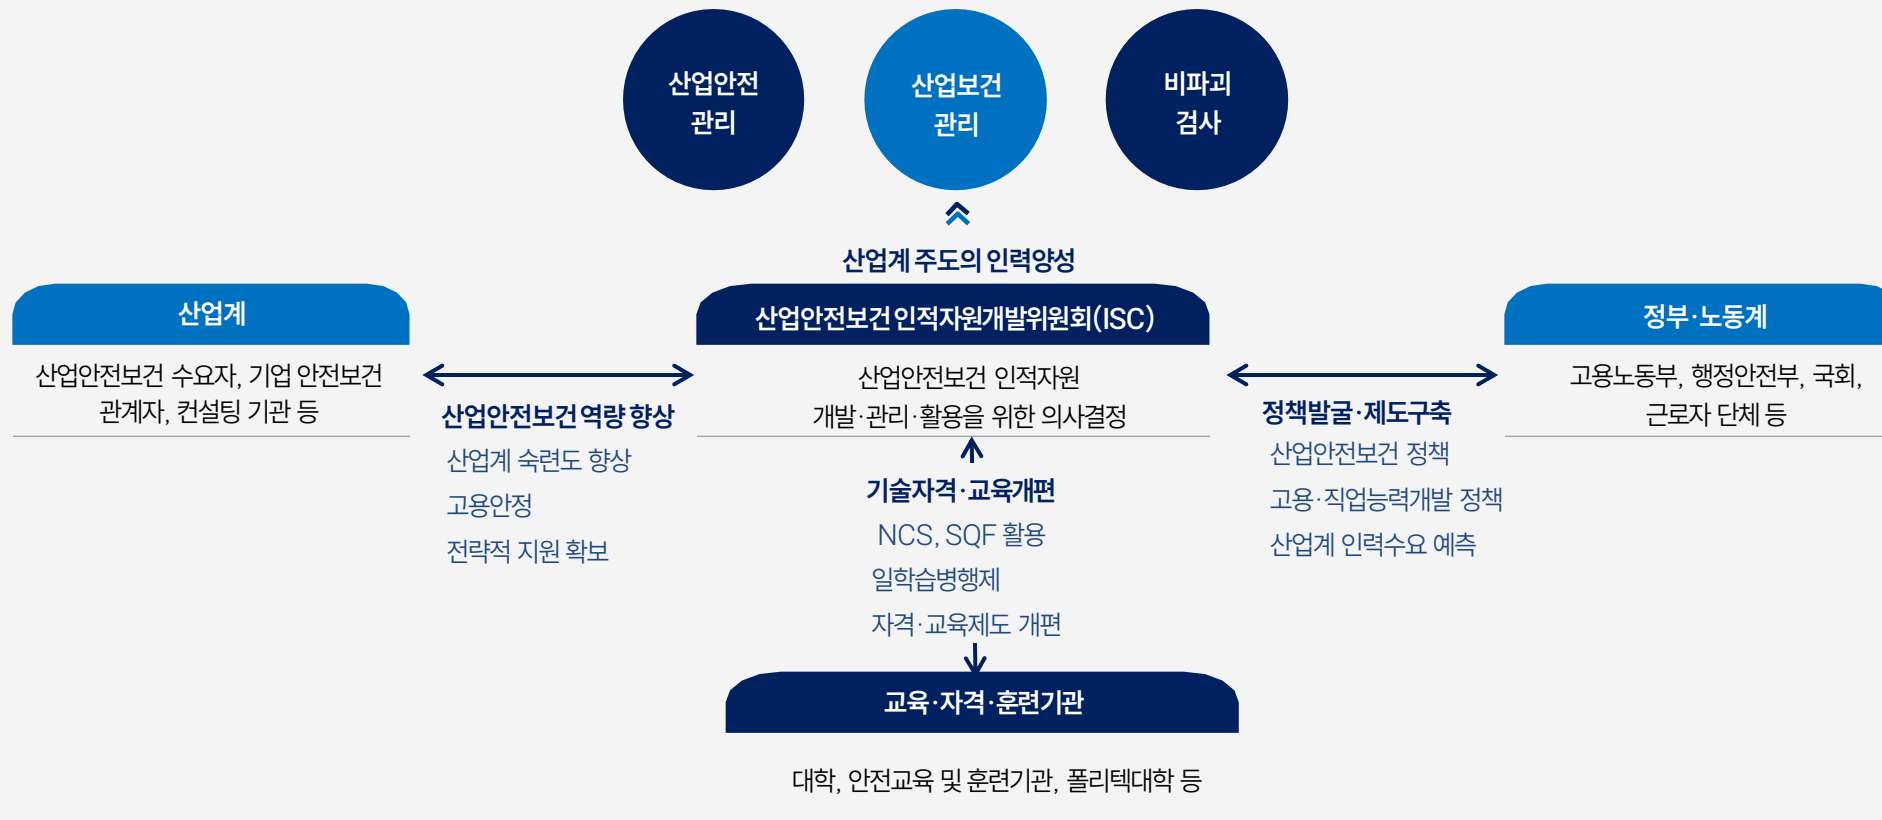 산업안전
관리
산업보건
관리
비파괴
검사
산업계 주도의 인력양성
산업계
산업안전보건 수요자, 기업 안전보건
관계자, 컨설팅 기관 등
산업안전보건 역량 향상
산업계 숙련도 향상
고용안정
전략적 지원 확보
산업안전보건 인적자원개발위원회(ISC)
산업안전보건 인적자원
개발·관리·활용을 위한 의사결정
기술자격·교육개편
NCS, SQF 활용
일학습병행제
자격·교육제도 개편
정책발굴·제도구축
산업안전보건 정책
고용·직업능력개발 정책
산업계 인력수요 예측
정부·노동계
고용노동부, 행정안전부, 국회,
근로자 단체 등
교육·자격·훈련기관
대학, 안전교육 및 훈련기관, 폴리텍대학 등